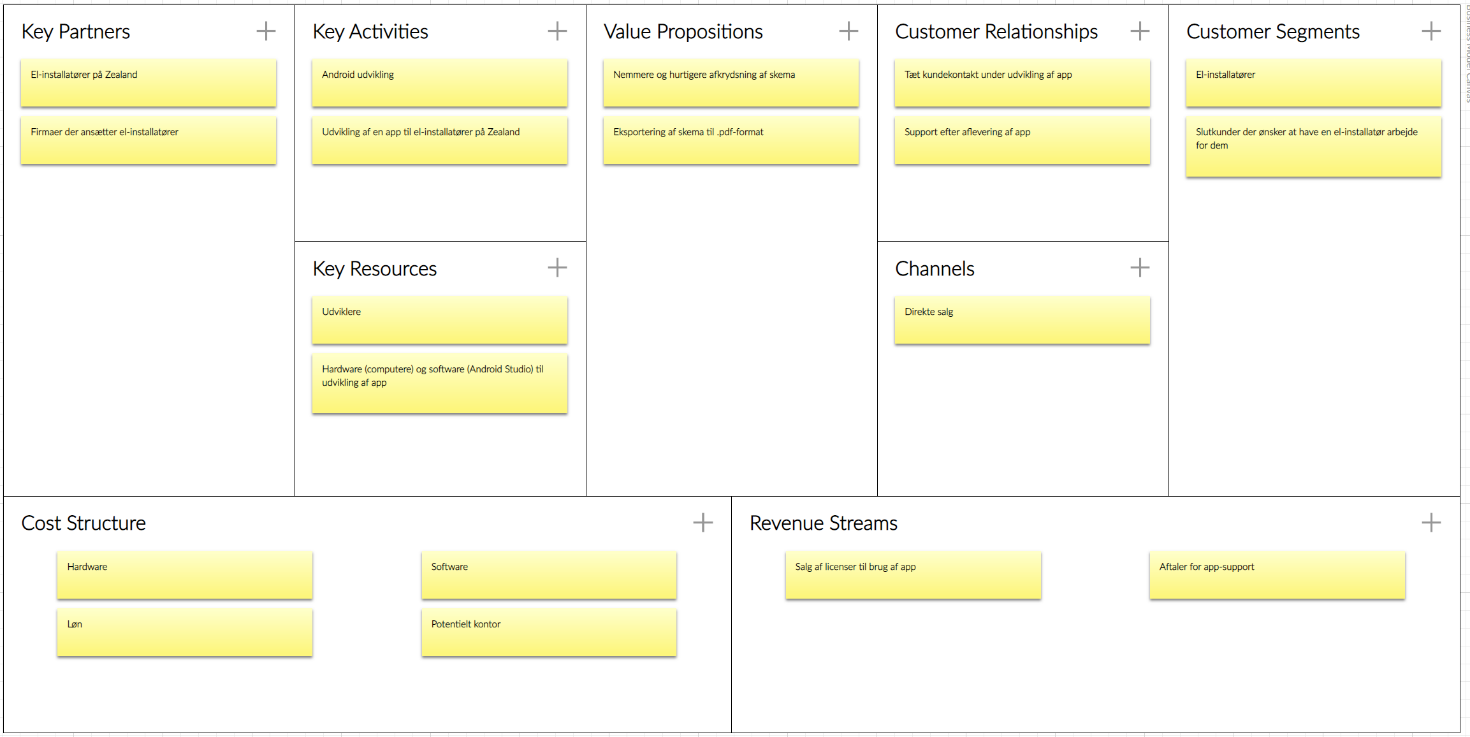 Key Partners
El-installatører på Zealand
Firmaer der ansætter el-installatører
Key Activities
Android udvikling
Udvikling af en app til el-installatører på Zealand
Key Resources
Udviklere
Hardware (computere) og software (Android Studio) til
udvikling af app
Value Propositions
Nemmere og hurtigere afkrydsning af skema
Eksportering af skema til .pdf-format
Customer Relationships
Tæt kundekontakt under udvikling af app
Support efter aflevering af app
Channels
Direkte salg
Customer Segments
El-installatører
Slutkunder der ønsker at have en el-installatør arbejde
for dem
Cost Structure
Hardware
Software
Løn
Potentielt kontor
Revenue Streams
Salg af licenser til brug af app
Aftaler for app-support